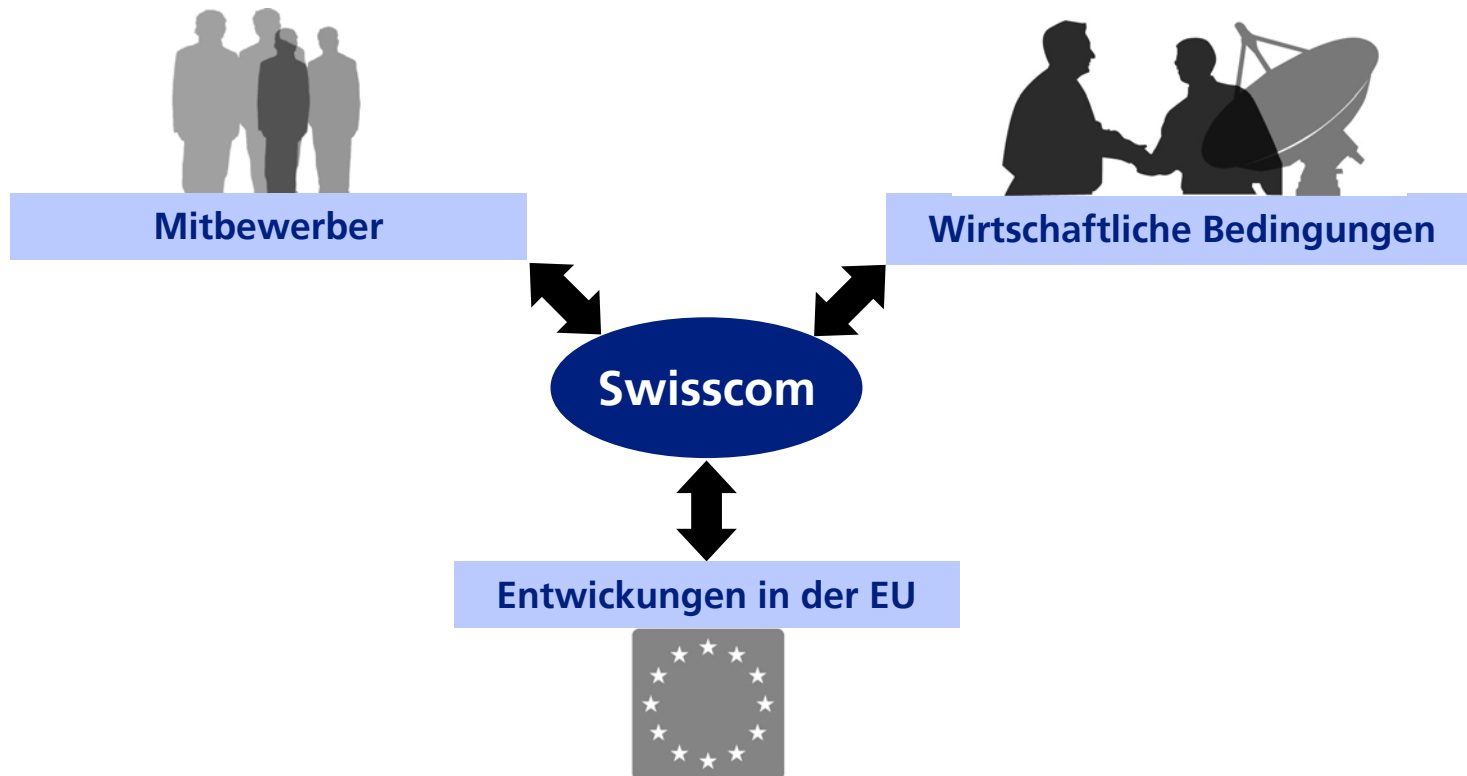 Mitbewerber
Wirtschaftliche Bedingungen
Swisscom
Entwickungen in der EU